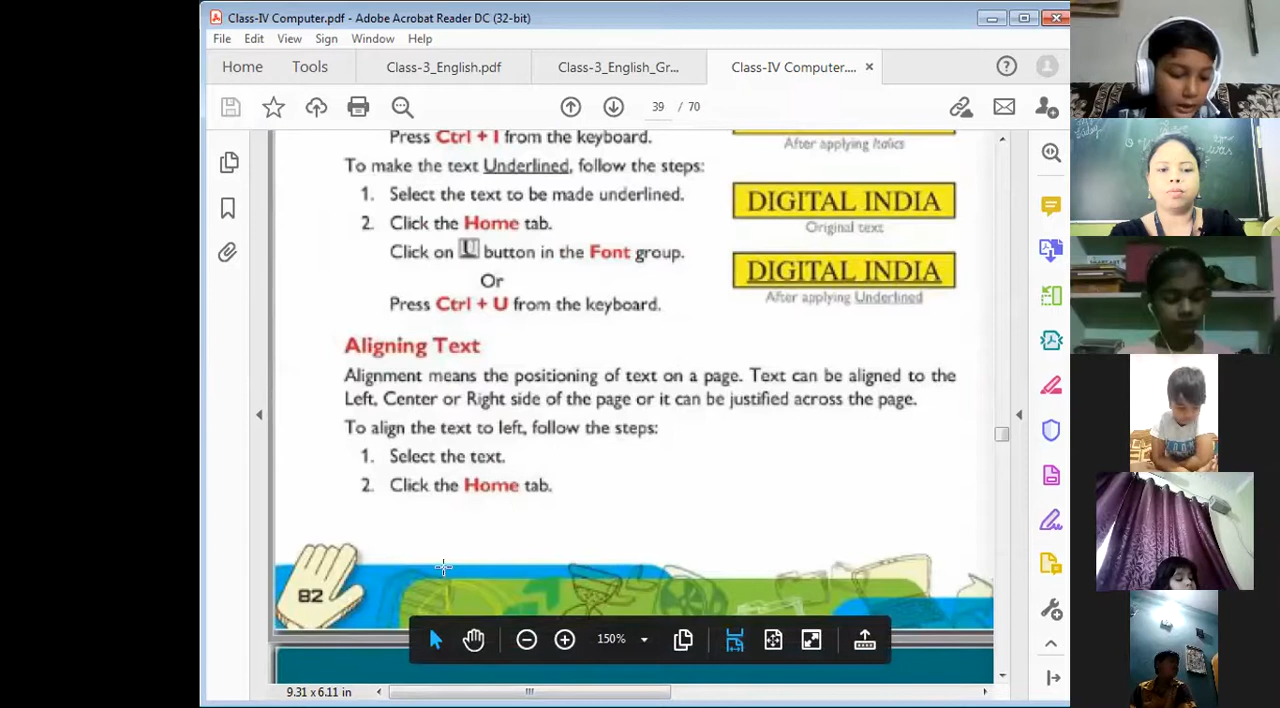 Class-IV Computer.pdf - Adobe Acrobat Reader DC (32-bit)
File Edit View Sign Window Help
Home Tools Class-3_English.pdf Class-3_English_Gr... Class-IV Computer.... ×
39 / 70
Press Ctrl + I from the keyboard.
After applying Italics
To make the text Underlined, follow the steps:
1. Select the text to be made underlined.
DIGITAL INDIA
2. Click the Home tab.
Original text
Click on U button in the Font group.
DIGITAL INDIA
Or
After applying Underlined
Press Ctrl + U from the keyboard.
Aligning Text
Alignment means the positioning of text on a page. Text can be aligned to the
Left, Center or Right side of the page or it can be justified across the page.
To align the text to left, follow the steps:
1. Select the text.
2. Click the Home tab.
82
150%
9.31 x 6.11 in
was